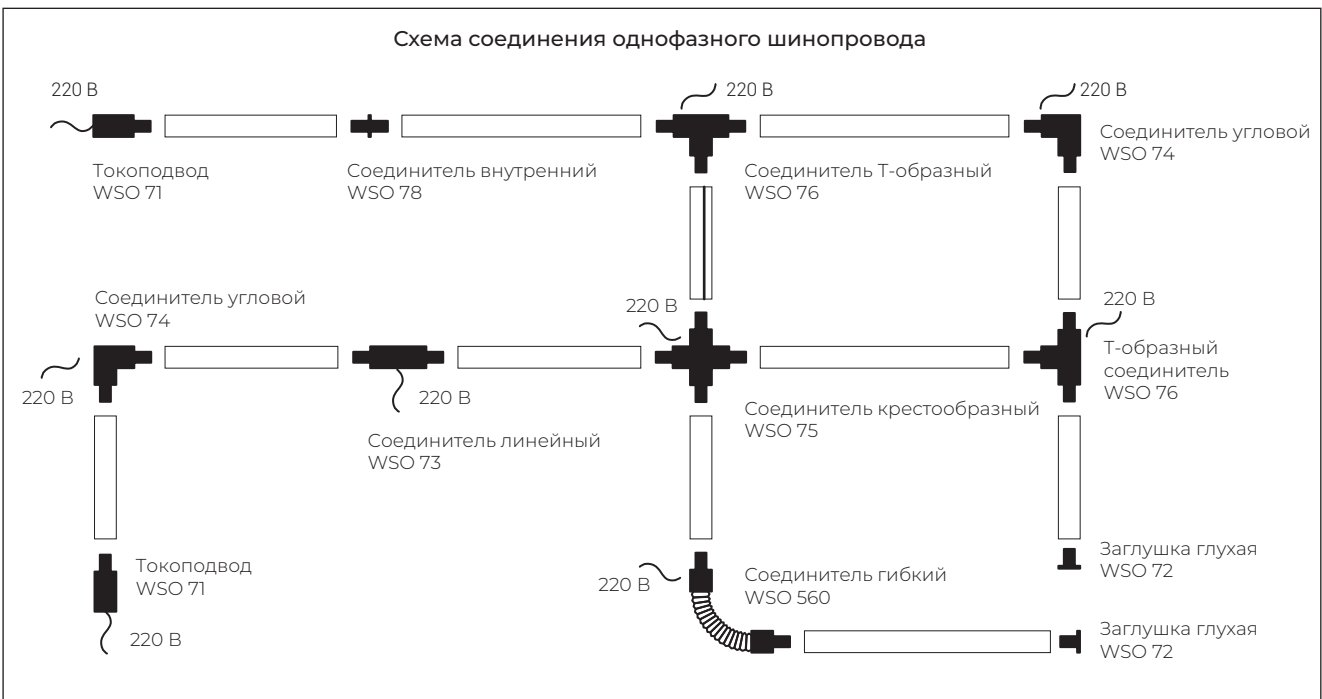 Схема соединения однофазного шинопровода
220 В
220 В
220 В
Токоподвод
WSO 71
Соединитель внутренний
WSO 78
Соединитель Т-образный
WSO 76
Соединитель угловой
WSO 74
Соединитель угловой
WSO 74
220 В
220 В
220 В
220 В
Соединитель линейный
WSO 73
Соединитель крестообразный
WSO 75
Т-образный
соединитель
WSO 76
Токоподвод
WSO 71
220 В
220 В
Соединитель гибкий
WSO 560
Заглушка глухая
WSO 72
Заглушка глухая
WSO 72